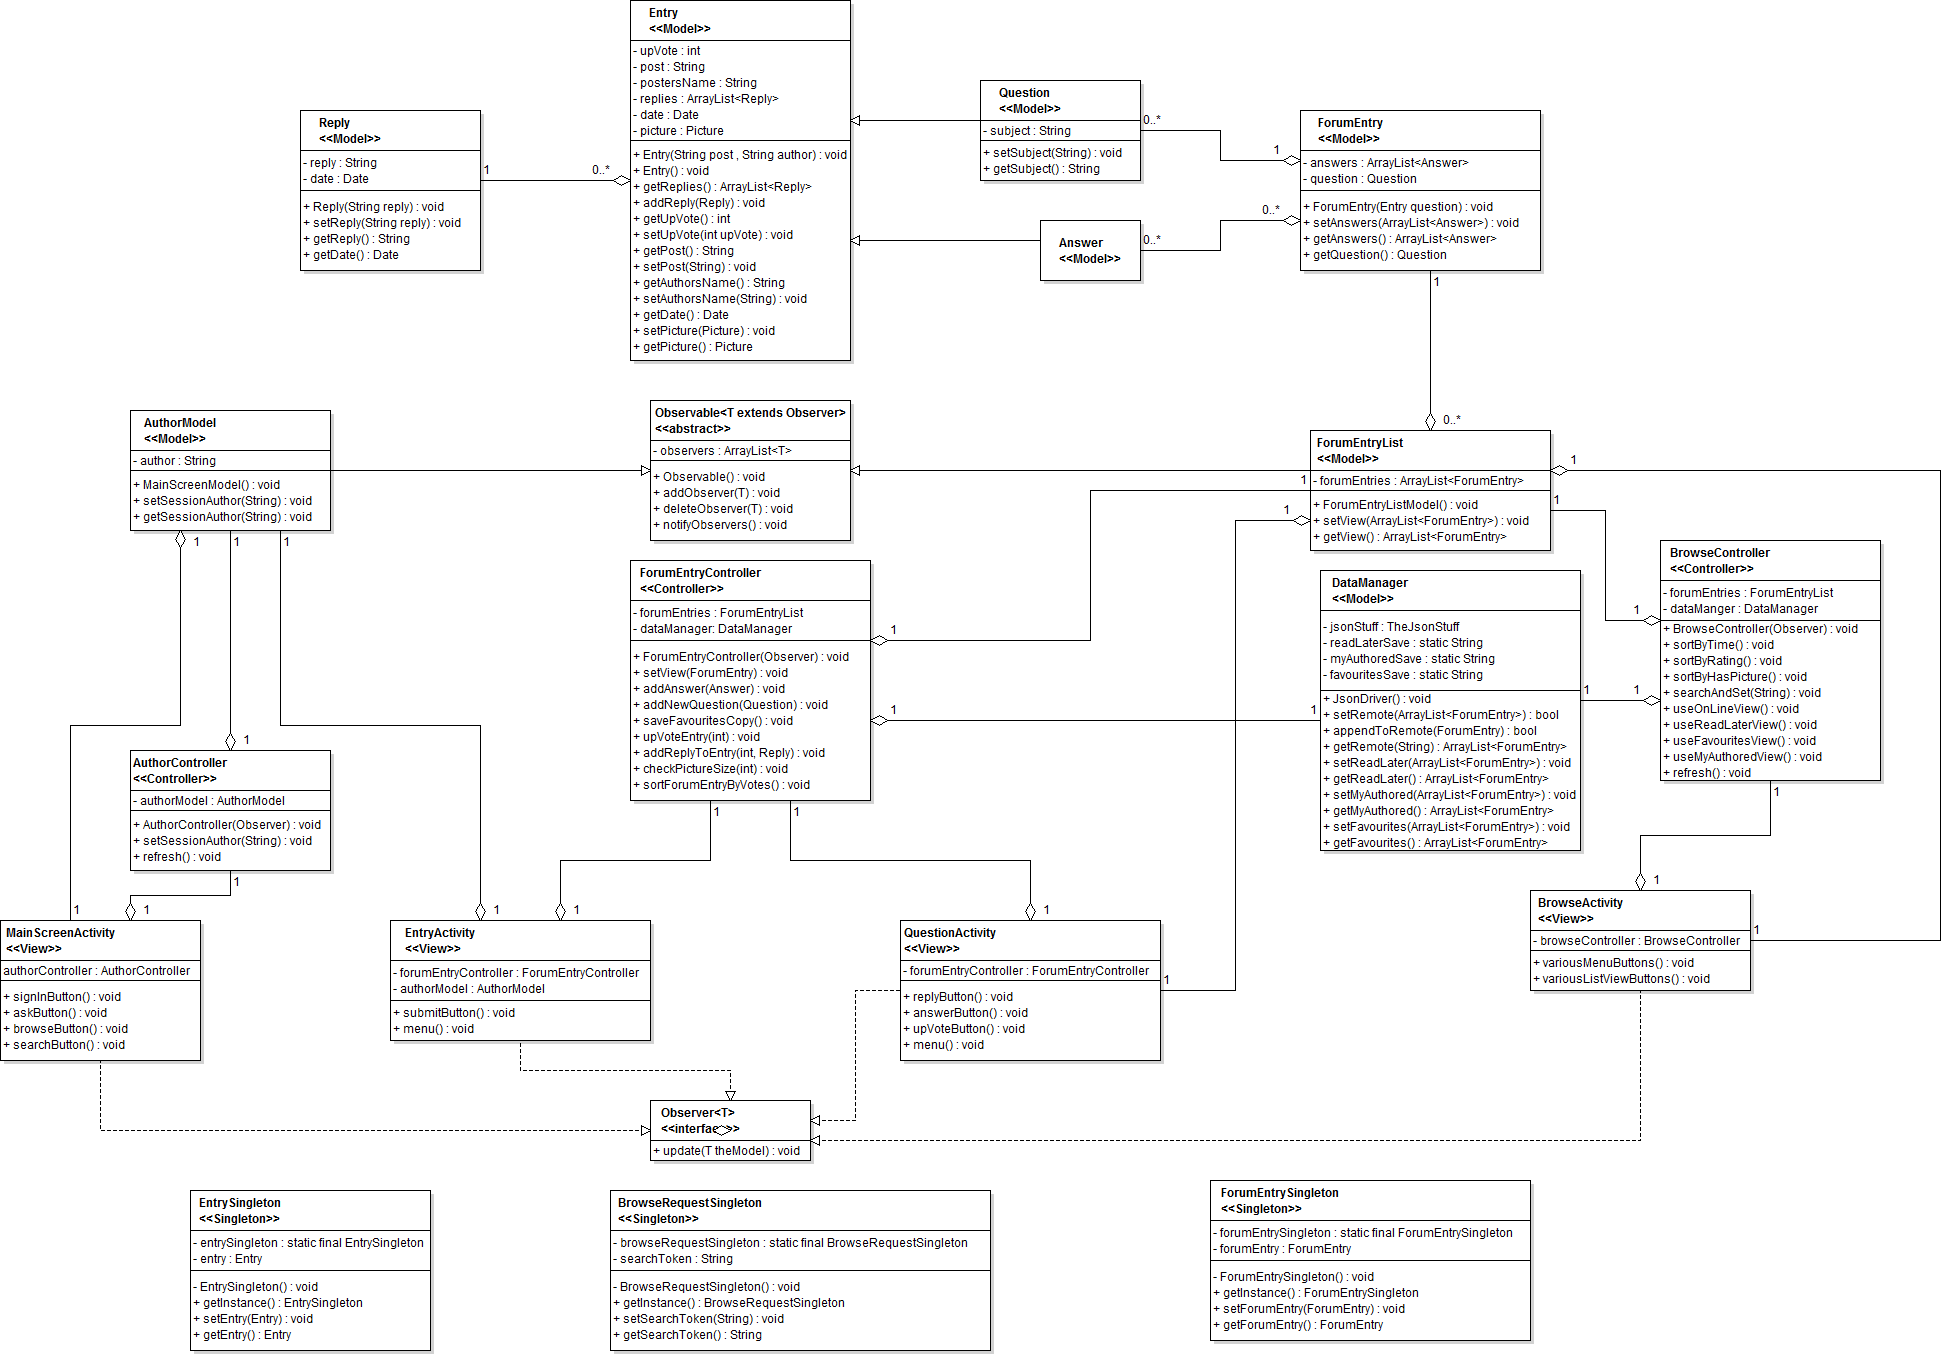 Entry
<<Model>>
- upVote : int
- post : String
- postersName : String
- replies : ArrayList<Reply>
- date : Date
- picture : Picture
+ Entry(String post , String author) : void
+ Entry() : void
+ getReplies() : ArrayList<Reply>
+ addReply(Reply) : void
+ getUpVote() : int
+ setUpVote(int upVote) : void
+ getPost() : String
+ setPost(String) : void
+ getAuthorsName() : String
+ setAuthorsName(String) : void
+ getDate() : Date
+ setPicture(Picture) : void
+ getPicture() : Picture
Reply
<<Model>>
- reply : String
- date : Date
+ Reply(String reply) : void
+ setReply(String reply) : void
+ getReply() : String
+ getDate() : Date
1
0..*
Question
<<Model>>
- subject : String
+ setSubject(String) : void
+ getSubject() : String
0..*
1
Answer
<<Model>>
0..*
0..*
ForumEntry
<<Model>>
- answers : ArrayList<Answer>
- question : Question
+ ForumEntry(Entry question) : void
+ setAnswers(ArrayList<Answer>) : void
+ getAnswers() : ArrayList<Answer>
+ getQuestion() : Question
1
0..*
AuthorModel
<<Model>>
- author : String
+ MainScreenModel() : void
+ setSessionAuthor(String) : void
+ getSessionAuthor(String) : void
1
1
1
Observable<T extends Observer>
<<abstract>>
- observers : ArrayList<T>
+ Observable() : void
+ addObserver(T) : void
+ deleteObserver(T) : void
+ notifyObservers() : void
ForumEntryList
<<Model>>
- forumEntries : ArrayList<ForumEntry>
+ ForumEntryListModel() : void
+ setView(ArrayList<ForumEntry>) : void
+ getView() : ArrayList<ForumEntry>
1
1
1
1
ForumEntryController
<<Controller>>
- forumEntries : ForumEntryList
- dataManager: DataManager
+ ForumEntryController(Observer) : void
+ setView(ForumEntry) : void
+ addAnswer(Answer) : void
+ addNewQuestion(Question) : void
+ saveFavouritesCopy() : void
+ upVoteEntry(int) : void
+ addReplyToEntry(int, Reply) : void
+ checkPictureSize(int) : void
+ sortForumEntryByVotes() : void
1
1
1
1
DataManager
<<Model>>
- jsonStuff : TheJsonStuff
- readLaterSave : static String
- myAuthoredSave : static String
- favouritesSave : static String
+ JsonDriver() : void
+ setRemote(ArrayList<ForumEntry>) : bool
+ appendToRemote(ForumEntry) : bool
+ getRemote(String) : ArrayList<ForumEntry>
+ setReadLater(ArrayList<ForumEntry>) : void
+ getReadLater() : ArrayList<ForumEntry>
+ setMyAuthored(ArrayList<ForumEntry>) : void
+ getMyAuthored() : ArrayList<ForumEntry>
+ setFavourites(ArrayList<ForumEntry>) : void
+ getFavourites() : ArrayList<ForumEntry>
1
1
BrowseController
<<Controller>>
- forumEntries : ForumEntryList
- dataManger : DataManager
+ BrowseController(Observer) : void
+ sortByTime() : void
+ sortByRating() : void
+ sortByHasPicture() : void
+ searchAndSet(String) : void
+ useOnLineView() : void
+ useReadLaterView() : void
+ useFavouritesView() : void
+ useMyAuthoredView() : void
+ refresh() : void
1
1
1
AuthorController
<<Controller>>
- authorModel : AuthorModel
+ AuthorController(Observer) : void
+ setSessionAuthor(String) : void
+ refresh() : void
1
1
MainScreenActivity
<<View>>
authorController : AuthorController
+ signInButton() : void
+ askButton() : void
+ browseButton() : void
+ searchButton() : void
1
1
EntryActivity
<<View>>
- forumEntryController : ForumEntryController
- authorModel : AuthorModel
+ submitButton() : void
+ menu() : void
1
1
QuestionActivity
<<View>>
- forumEntryController : ForumEntryController
+ replyButton() : void
+ answerButton() : void
+ upVoteButton() : void
+ menu() : void
1
1
BrowseActivity
<<View>>
- browseController : BrowseController
+ variousMenuButtons() : void
+ variousListViewButtons() : void
1
1
Observer<T>
<<interface>>
+ update(T theModel) : void
EntrySingleton
<<Singleton>>
- entrySingleton : static final EntrySingleton
- entry : Entry
- EntrySingleton() : void
+ getInstance() : EntrySingleton
+ setEntry(Entry) : void
+ getEntry() : Entry
BrowseRequestSingleton
<<Singleton>>
- browseRequestSingleton : static final BrowseRequestSingleton
- searchToken : String
- BrowseRequestSingleton() : void
+ getInstance() : BrowseRequestSingleton
+ setSearchToken(String) : void
+ getSearchToken() : String
ForumEntrySingleton
<<Singleton>>
- forumEntrySingleton : static final ForumEntrySingleton
- forumEntry : ForumEntry
- ForumEntrySingleton() : void
+ getInstance() : ForumEntrySingleton
+ setForumEntry(ForumEntry) : void
+ getForumEntry() : ForumEntry